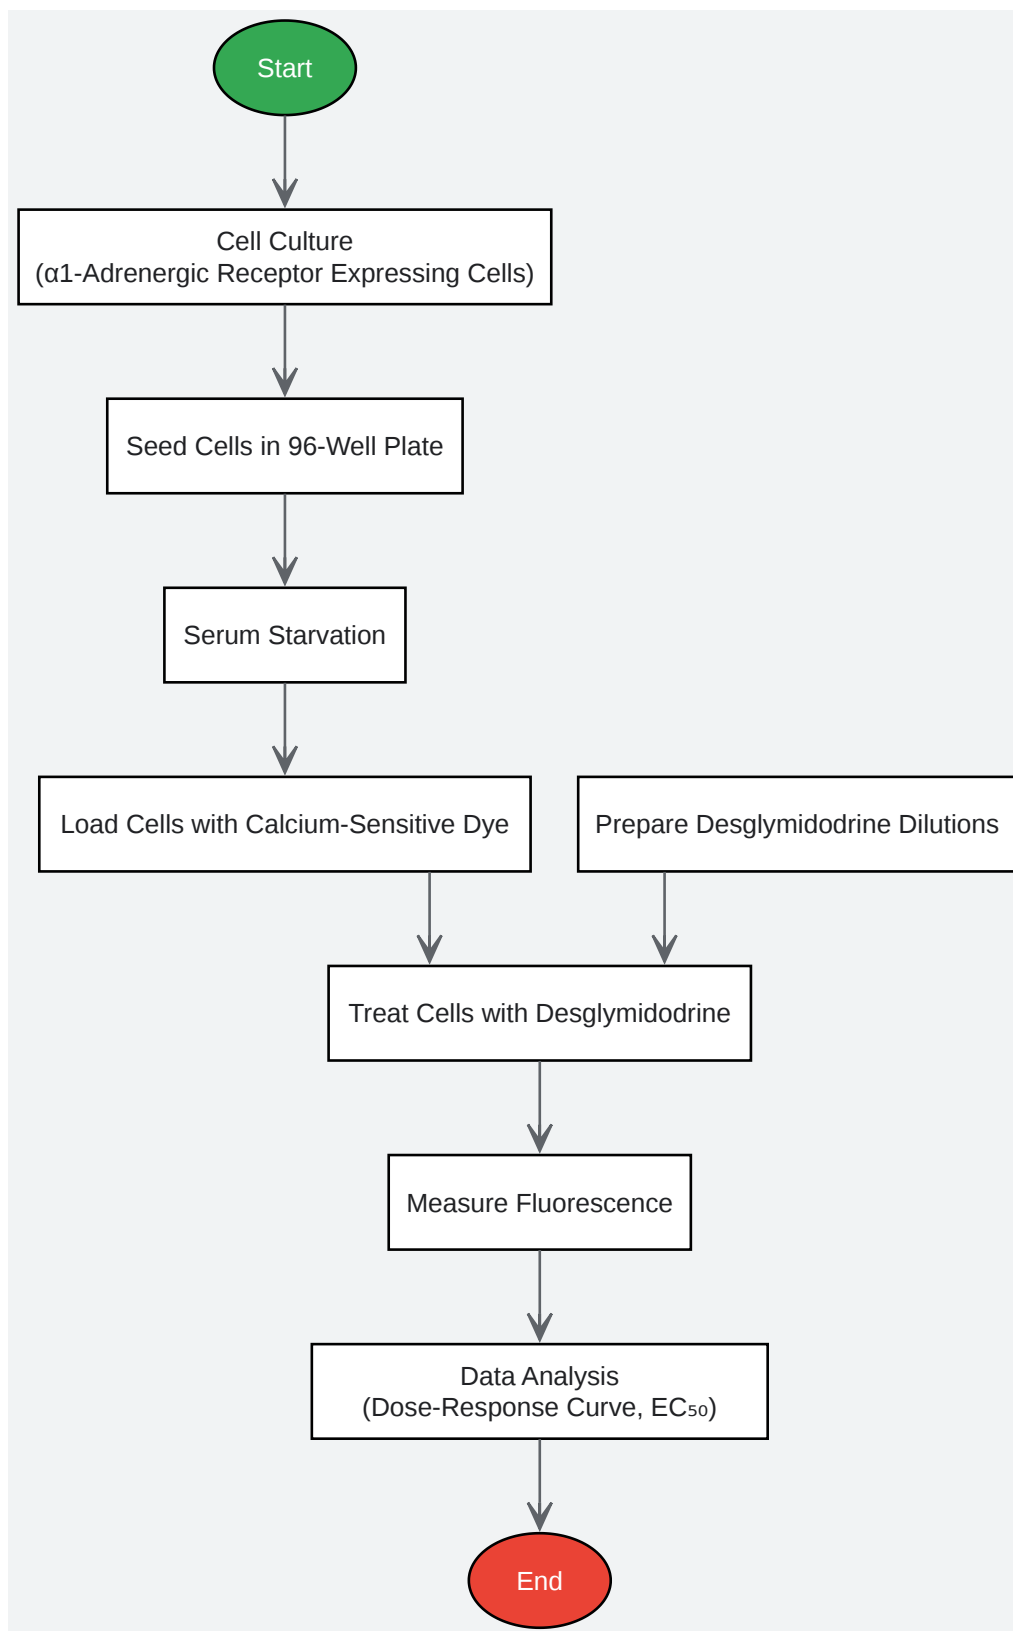 Start
Cell Culture
(α1-Adrenergic Receptor Expressing Cells)
Seed Cells in 96-Well Plate
Serum Starvation
Load Cells with Calcium-Sensitive Dye
Prepare Desglymidodrine Dilutions
Treat Cells with Desglymidodrine
Measure Fluorescence
Data Analysis
(Dose-Response Curve, EC₅₀)
End